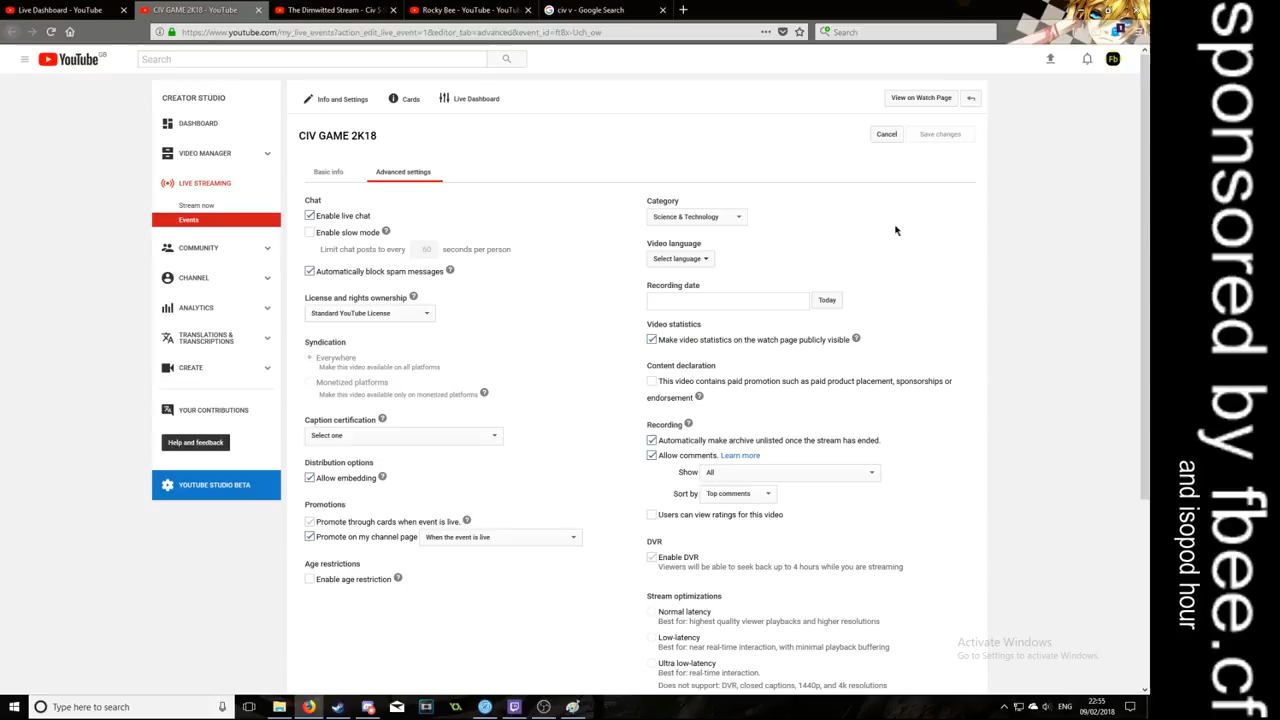 Live Dashboard - YouTube
CIV GAME 2K18 - YouTube
The Dimwitted Stream - Civ 5
Rocky Bee - YouTube - YouT
civ v - Google Search
https://www.youtube.com/my_live_events?action_edit_live_event=1&editor_tab=advanced&event_id=ftBx-Uch_ow
Search
YouTube GB
Search
Fb
CREATOR STUDIO
DASHBOARD
VIDEO MANAGER
LIVE STREAMING
Stream now
Events
COMMUNITY
CHANNEL
ANALYTICS
TRANSLATIONS &
TRANSCRIPTIONS
CREATE
YOUR CONTRIBUTIONS
Help and feedback
YOUTUBE STUDIO BETA
Info and Settings
Cards
Live Dashboard
View on Watch Page
CIV GAME 2K18
Cancel
Save changes
Basic info
Advanced settings
Chat
Enable live chat
Enable slow mode
Limit chat posts to every 60 seconds per person
Automatically block spam messages
License and rights ownership
Standard YouTube License
Syndication
Everywhere
Make this video available on all platforms
Monetized platforms
Make this video available only on monetized platforms
Caption certification
Select one
Distribution options
Allow embedding
Promotions
Promote through cards when event is live.
Promote on my channel page When the event is live
Age restrictions
Enable age restriction
Category
Science & Technology
Video language
Select language
Recording date
Today
Video statistics
Make video statistics on the watch page publicly visible
Content declaration
This video contains paid promotion such as paid product placement, sponsorships or
endorsement
Recording
Automatically make archive unlisted once the stream has ended.
Allow comments. Learn more
Show All
Sort by Top comments
Users can view ratings for this video
DVR
Enable DVR
Viewers will be able to seek back up to 4 hours while you are streaming
Stream optimizations
Normal latency
Best for: highest quality viewer playbacks and higher resolutions
Low-latency
Best for: near real-time interaction, with minimal playback buffering
Ultra low-latency
Best for: real-time interaction.
Does not support: DVR, closed captions, 1440p, and 4k resolutions
Activate Windows
Go to Settings to activate Windows.
Type here to search
ENG
22:55
09/02/2018
sponsored by fbee.cf
and isopod hour